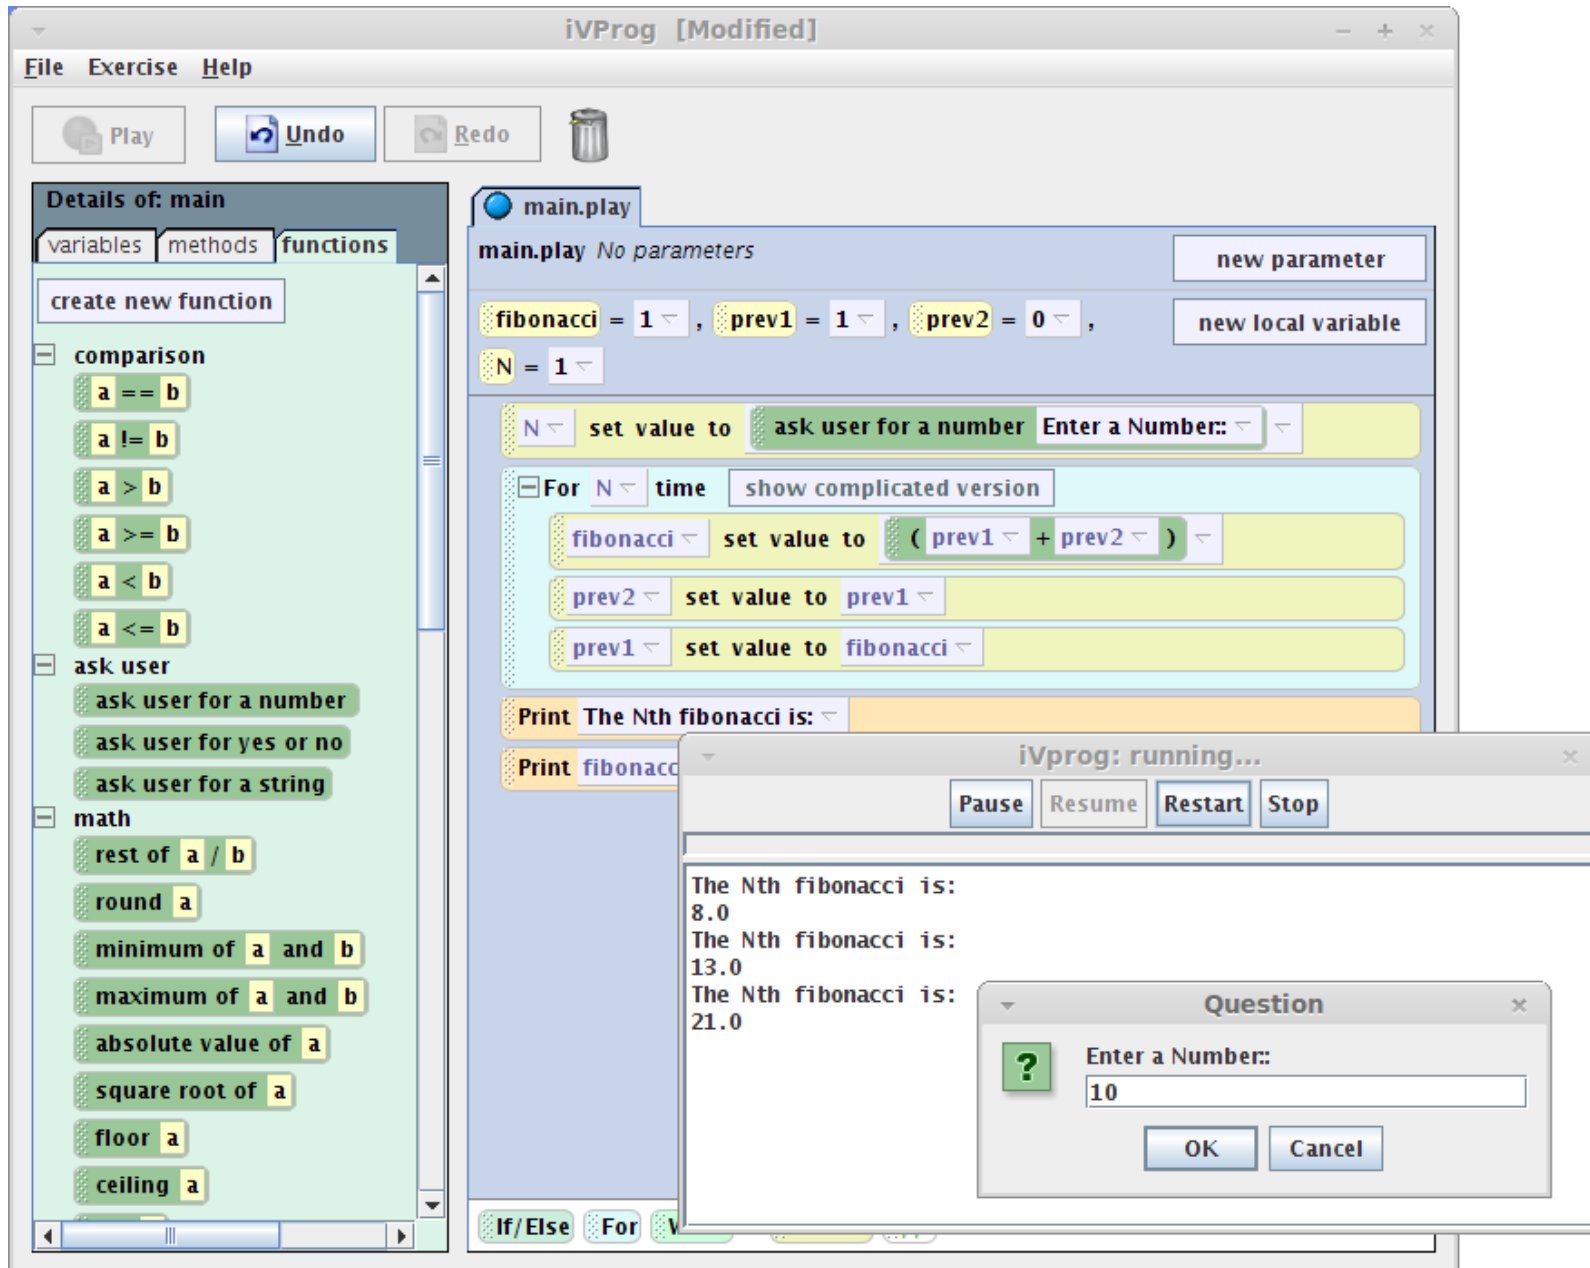 iVProg [Modified]
File Exercise Help
Play Undo Redo
Details of: main
variables methods functions
create new function
comparison
a == b
a != b
a > b
a >= b
a < b
a <= b
ask user
ask user for a number
ask user for yes or no
ask user for a string
math
rest of a / b
round a
minimum of a and b
maximum of a and b
absolute value of a
square root of a
floor a
ceiling a
main.play
main.play No parameters
new parameter
fibonacci = 1 , prev1 = 1 , prev2 = 0 ,
new local variable
N = 1
N set value to ask user for a number Enter a Number::
For N time show complicated version
fibonacci set value to ( prev1 + prev2 )
prev2 set value to prev1
prev1 set value to fibonacci
Print The Nth fibonacci is:
Print fibonacc
If/Else For
iVprog: running...
Pause Resume Restart Stop
The Nth fibonacci is:
8.0
The Nth fibonacci is:
13.0
The Nth fibonacci is:
21.0
Question
?
Enter a Number::
10
OK Cancel